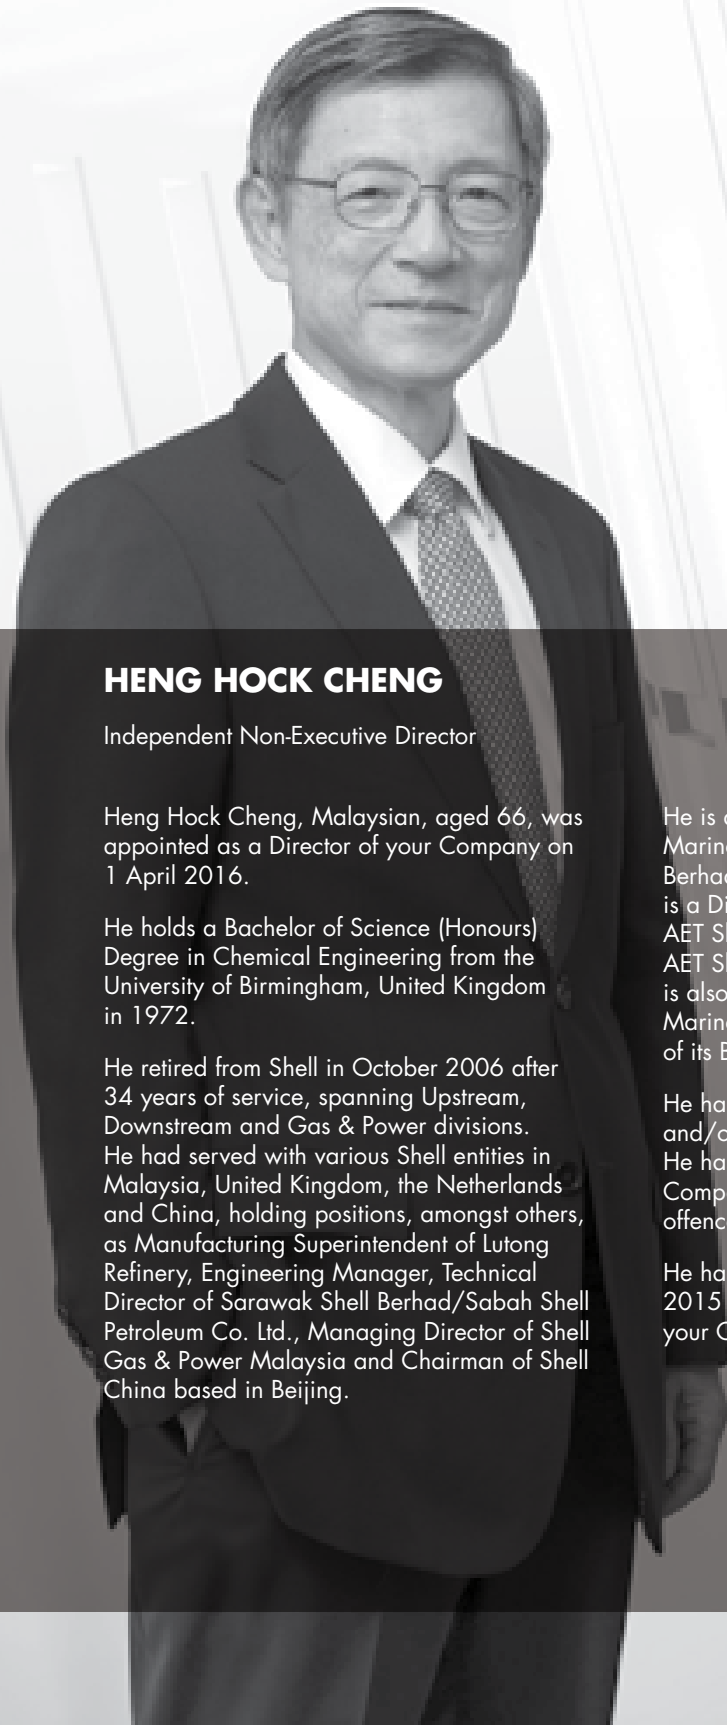 HENG HOCK CHENG
Independent Non-Executive Director
Heng Hock Cheng, Malaysian, aged 66, was
appointed as a Director of your Company on
1 April 2016.
He holds a Bachelor of Science (Honours)
Degree in Chemical Engineering from the
University of Birmingham, United Kingdom
in 1972.
He retired from Shell in October 2006 after
34 years of service, spanning Upstream,
Downstream and Gas & Power divisions.
He had served with various Shell entities in
Malaysia, United Kingdom, the Netherlands
and China, holding positions, amongst others,
as Manufacturing Superintendent of Lutong
Refinery, Engineering Manager, Technical
Director of Sarawak Shell Berhad/Sabah Shell
Petroleum Co. Ltd., Managing Director of Shell
Gas & Power Malaysia and Chairman of Shell
China based in Beijing.
He is
is a
AET
AET
is also
of its
He
and/
He
He
2015
your